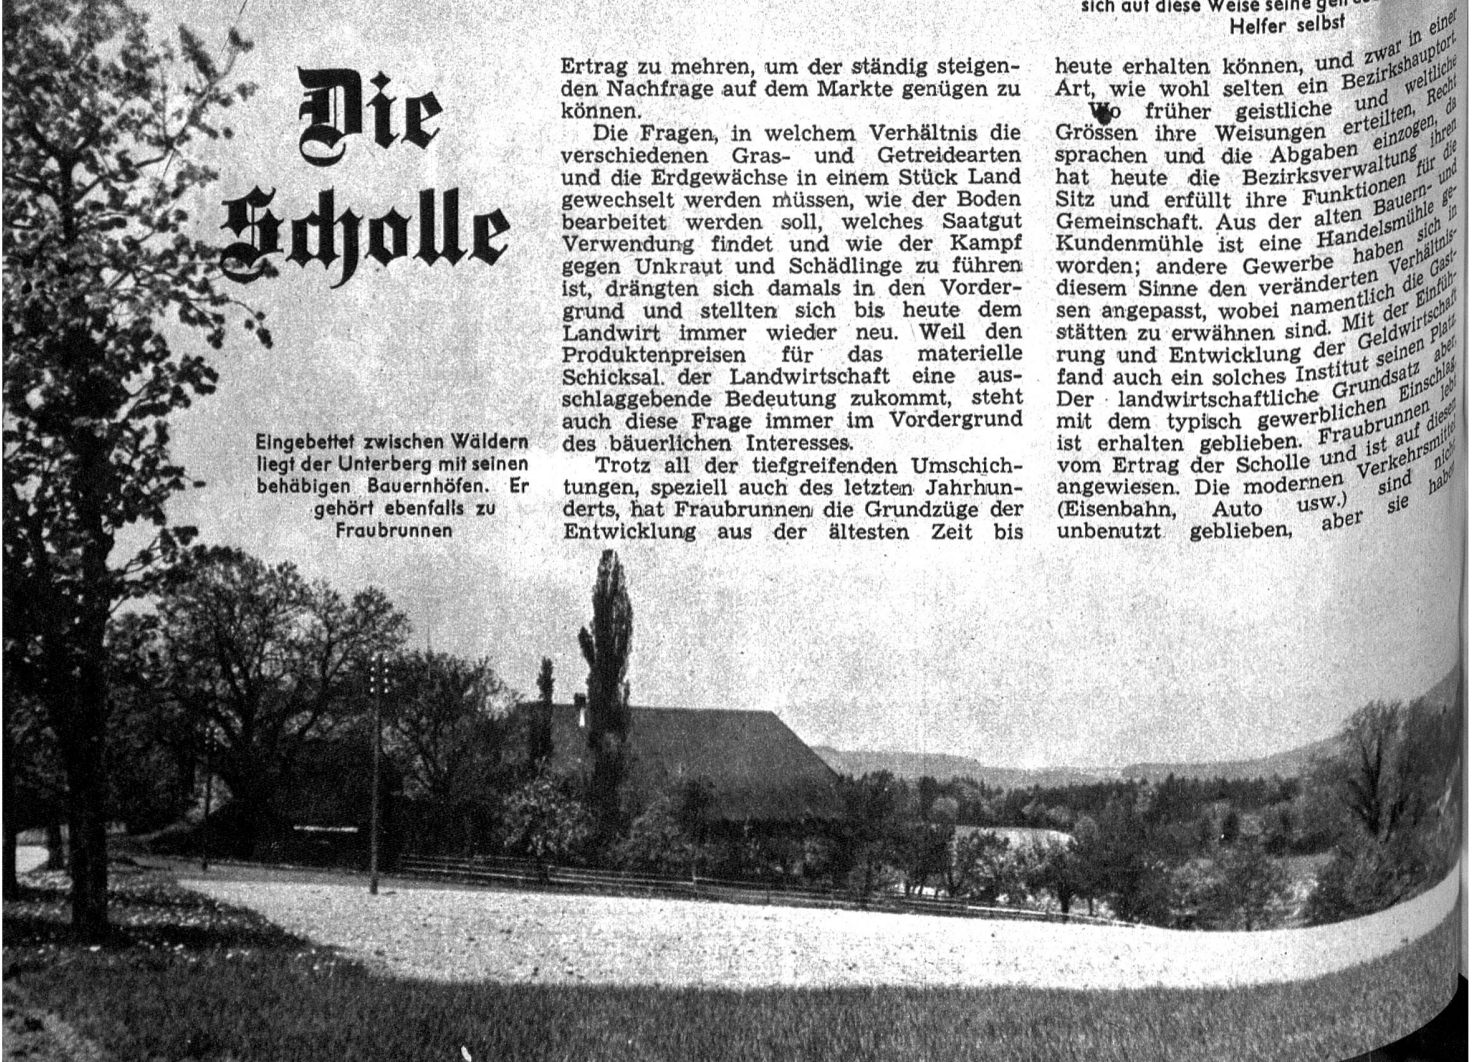 sich auf diese Weise seine
Helfer selbst
Die
Scholle
Eingebettet zwischen Wäldern
liegt der Unterberg mit seinen
behäbigen Bauernhöfen. Er
gehört ebenfalls zu
Fraubrunnen
Ertrag zu mehren, um der ständig steigen-
den Nachfrage auf dem Markte genügen zu
können.
Die Fragen, in welchem Verhältnis die
verschiedenen Gras- und Getreidearten
und die Erdgewächse in einem Stück Land
gewechselt werden müssen, wie der Boden
bearbeitet werden soll, welches Saatgut
Verwendung findet und wie der Kampf
gegen Unkraut und Schädlinge zu führen
ist, drängten sich damals in den Vorder-
grund und stellten sich bis heute dem
Landwirt immer wieder neu. Weil den
Produktenpreisen für das materielle
Schicksal. der Landwirtschaft eine aus-
schlaggebende Bedeutung zukommt, steht
auch diese Frage immer im Vordergrund
des bäuerlichen Interesses.
Trotz all der tiefgreifenden Umschich-
tungen, speziell auch des letzten Jahrhun-
derts, hat Fraubrunnen die Grundzüge der
Entwicklung aus der ältesten Zeit bis
heute erhalten können, und zwar in einer
Art, wie wohl selten ein Bezirkshauptort.
Wo früher geistliche und weltliche
Grössen ihre Weisungen erteilten, Recht
sprachen und die Abgaben einzogen, da
hat heute die Bezirksverwaltung ihren
Sitz und erfüllt ihre Funktionen für die
Gemeinschaft. Aus der alten Bauern- und
Kundenmühle ist eine Handelsmühle ge-
worden; andere Gewerbe haben sich in
diesem Sinne den veränderten Verhältnis-
sen angepasst, wobei namentlich die Gast-
stätten zu erwähnen sind. Mit der Einfüh-
rung und Entwicklung der Geldwirtschaft
fand auch ein solches Institut seinen Platz.
Der landwirtschaftliche Grundsatz aber,
mit dem typisch gewerblichen Einschlag
ist erhalten geblieben. Fraubrunnen lebt
vom Ertrag der Scholle und ist auf diesen
angewiesen. Die modernen Verkehrsmittel
(Eisenbahn, Auto usw.) sind nicht
unbenutzt geblieben, aber sie haben